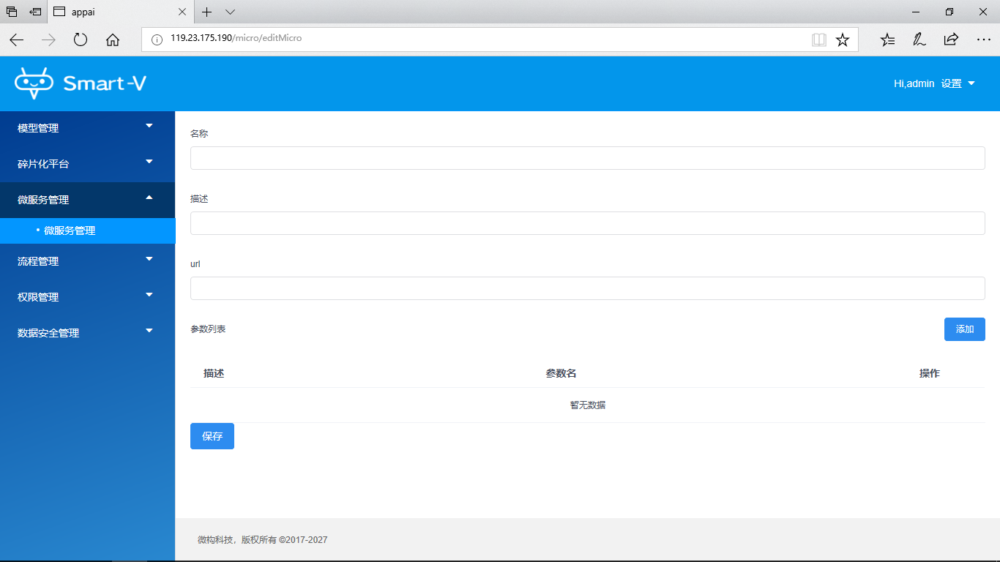 appai
119.23.175.190/micro/editMicro
Smart-V
Hi,admin 设置
模型管理
碎片化平台
微服务管理
• 微服务管理
流程管理
权限管理
数据安全管理
名称
描述
url
参数列表
添加
描述 参数名 操作
暂无数据
保存
微构科技，版权所有 ©2017-2027